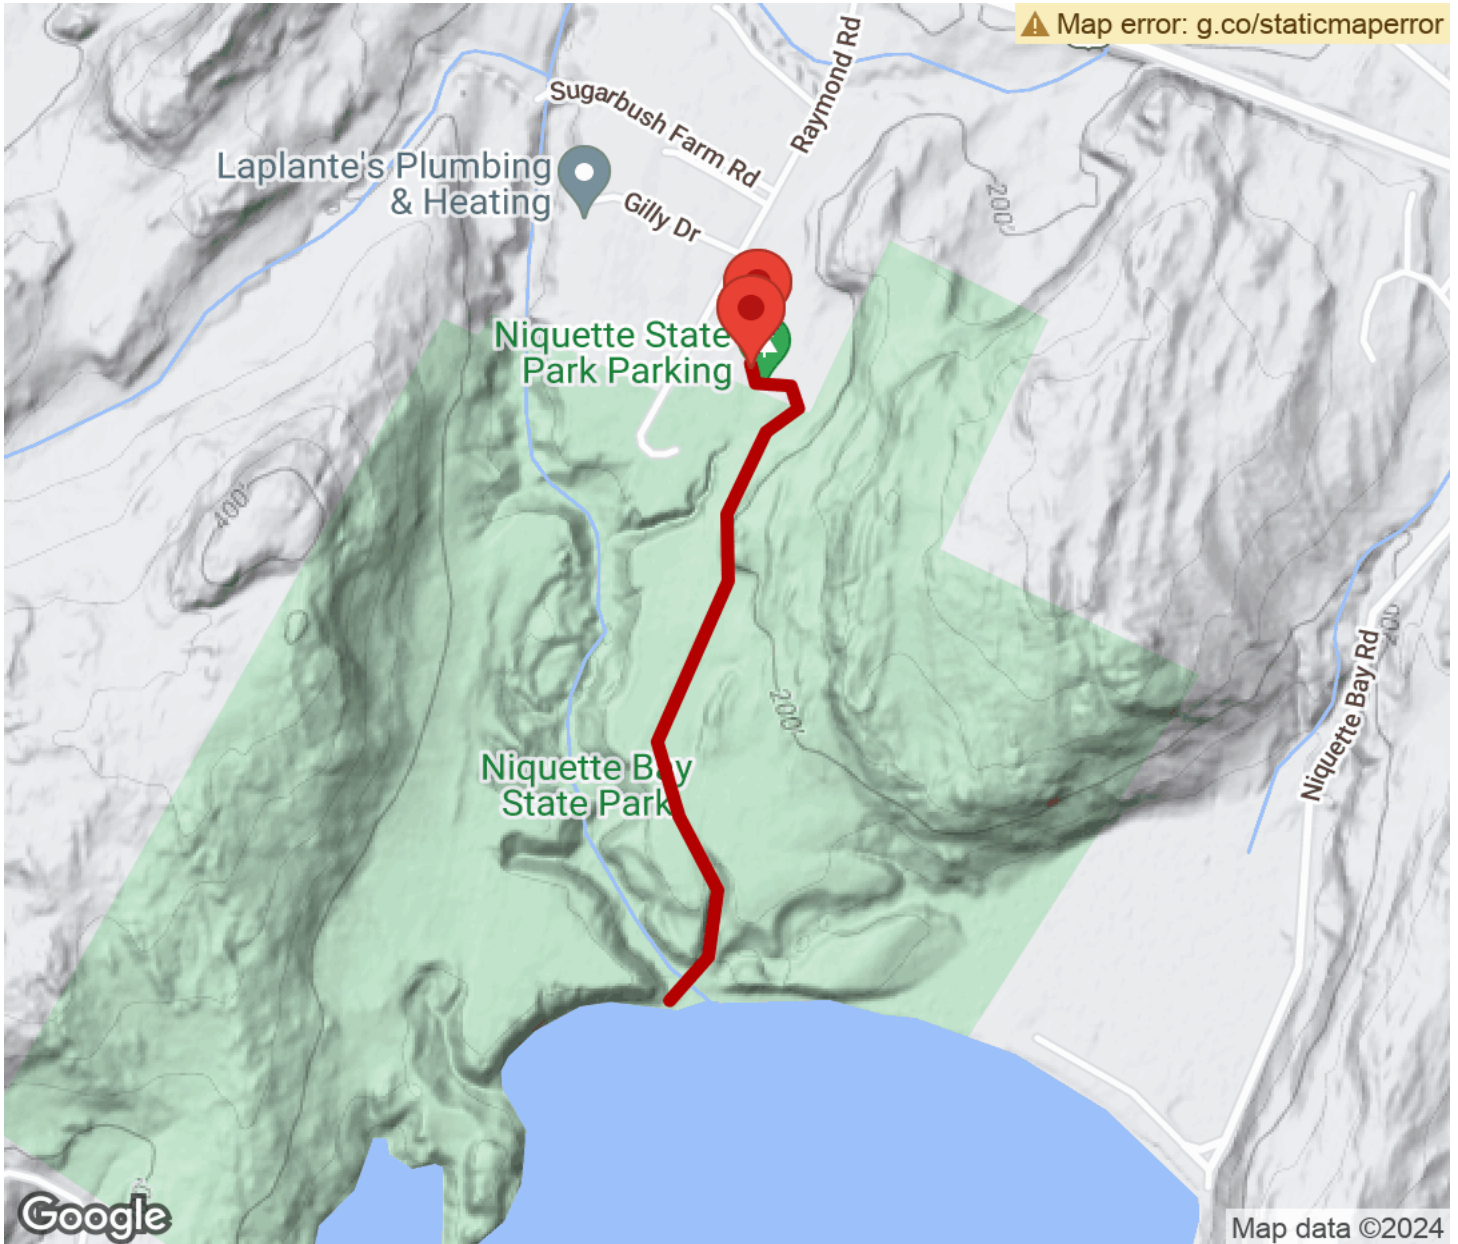 Map error: g.co/staticmaperror
Raymond Rd
Sugarbush Farm Rd
Laplante's Plumbing
& Heating
Gilly Dr
200'
Niquette State
Park Parking
400'
200'
Niquette Bay Rd
200'
Niquette Bay
State Park
Google
Map data ©2024